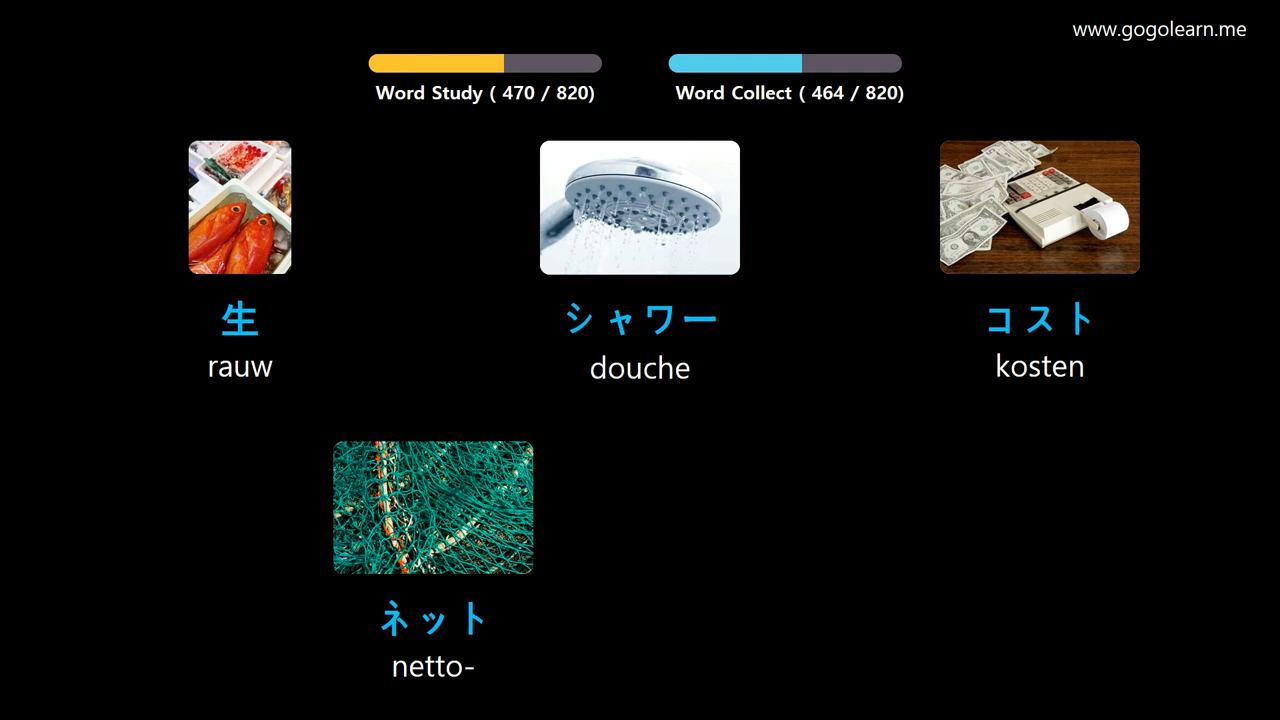 www.gogolearn.me
Word Study ( 470 / 820)
Word Collect ( 464 / 820)
生
rauw
シャワー
douche
コスト
kosten
ネット
netto-